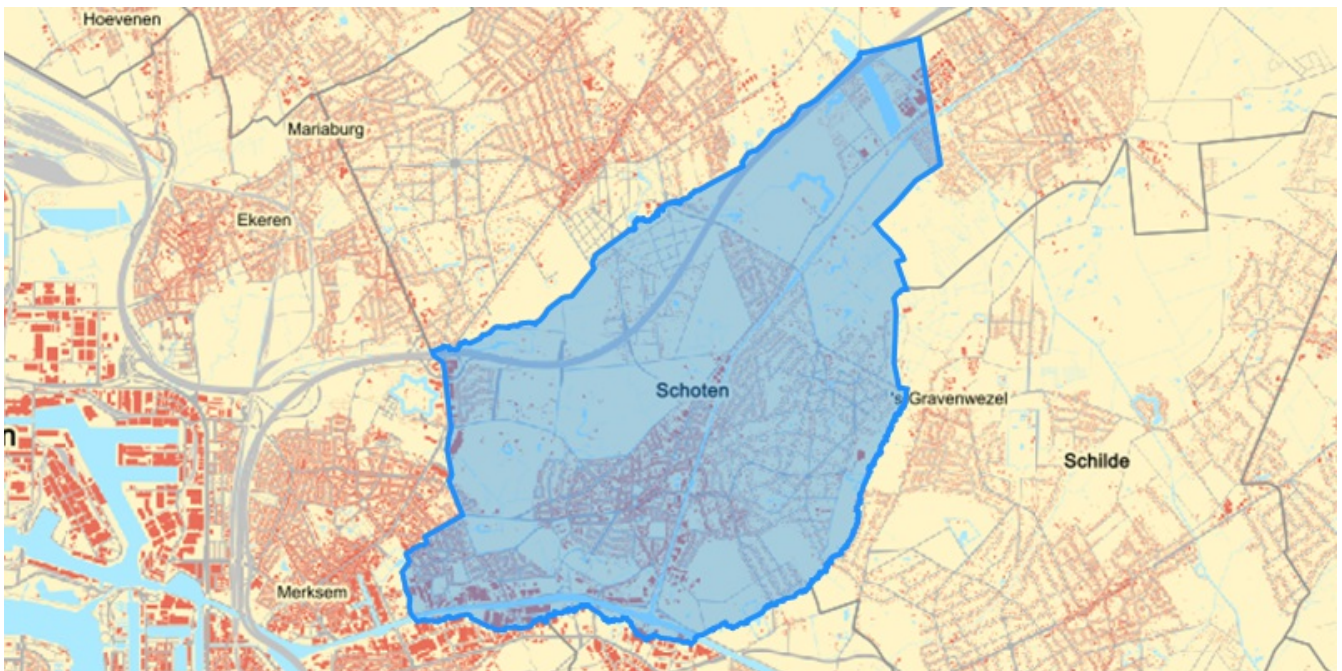 Hoevenen
Mariaburg
Ekeren
Schoten
's Gravenwezel
n
Schilde
Merksem